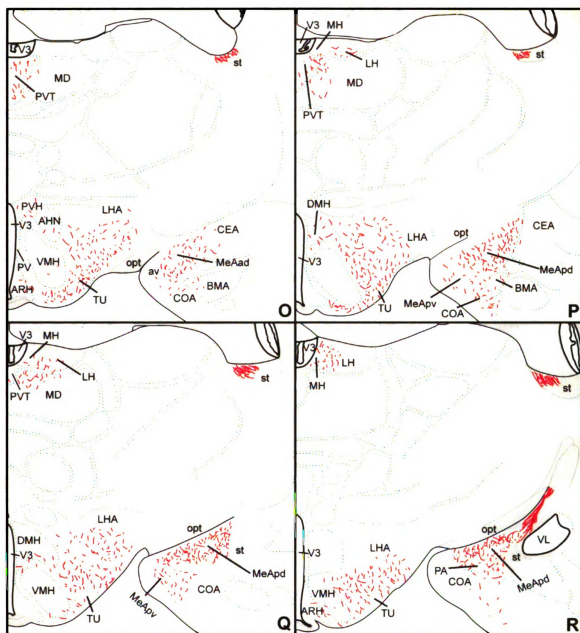 V3
MD
PVT
st
PVH
V3
AHN
LHA
CEA
PV
VMH
opt
av
MeAad
ARH
TU
COA
BMA
O
V3
MH
LH
st
MD
PVT
DMH
LHA
opt
CEA
V3
MeApd
MeApv
BMA
TU
COA
P
V3
MH
LH
PVT
MD
st
DMH
V3
LHA
opt
st
MeApd
VMH
COA
TU
MeApv
Q
V3
LH
MH
st
opt
VL
V3
LHA
st
PA
MeApd
COA
VMH
ARH
TU
R